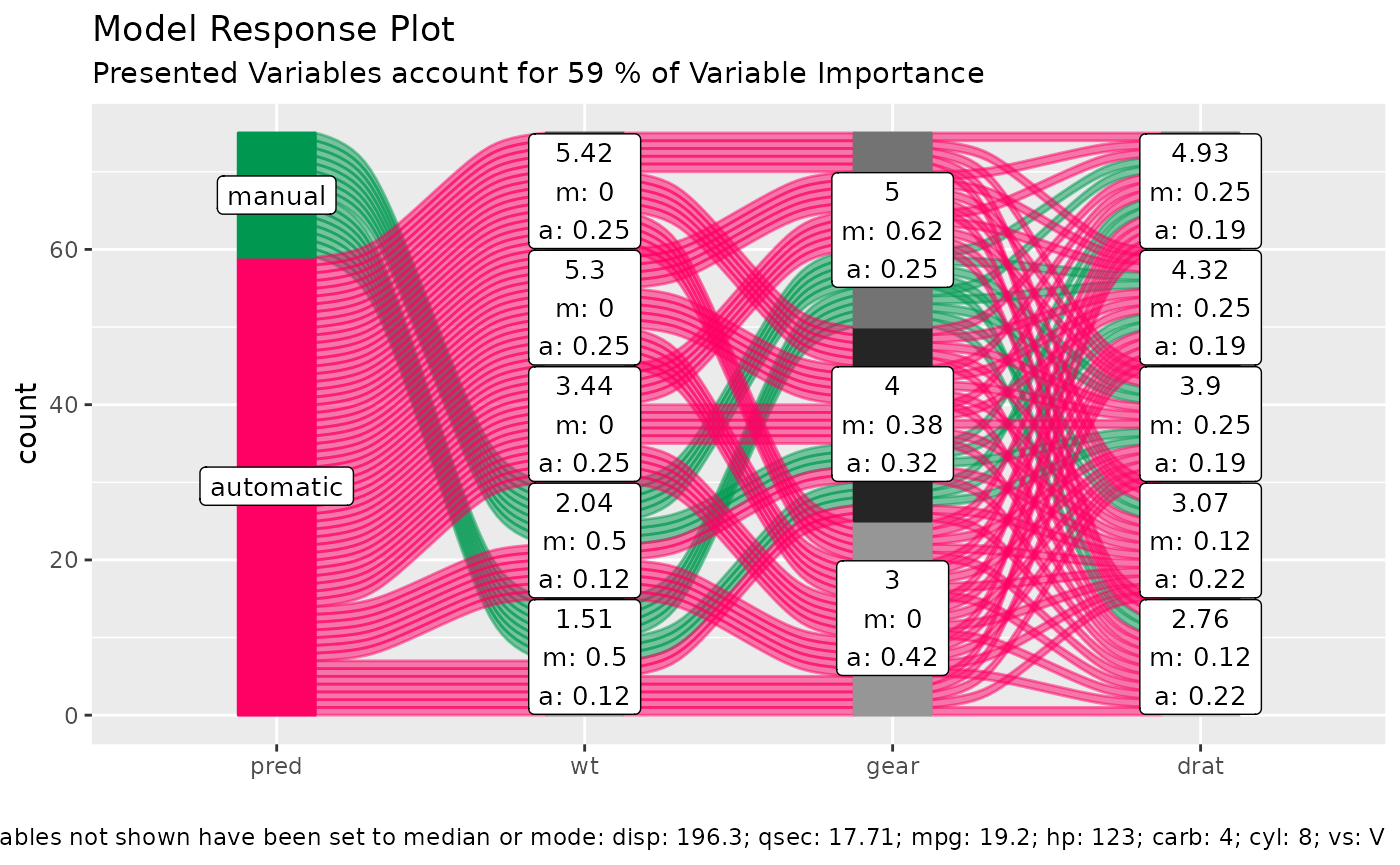 Model Response Plot
Presented Variables account for 59 % of Variable Importance
count
60
40
20
0
manual
automatic
5.42
m: 0
a: 0.25
5.3
m: 0
a: 0.25
3.44
m: 0
a: 0.25
2.04
m: 0.5
a: 0.12
1.51
m: 0.5
a: 0.12
5
m: 0.62
a: 0.25
4
m: 0.38
a: 0.32
3
m: 0
a: 0.42
4.93
m: 0.25
a: 0.19
4.32
m: 0.25
a: 0.19
3.9
m: 0.25
a: 0.19
3.07
m: 0.12
a: 0.22
2.76
m: 0.12
a: 0.22
pred wt gear drat
ables not shown have been set to median or mode: disp: 196.3; qsec: 17.71; mpg: 19.2; hp: 123; carb: 4; cyl: 8; vs: V